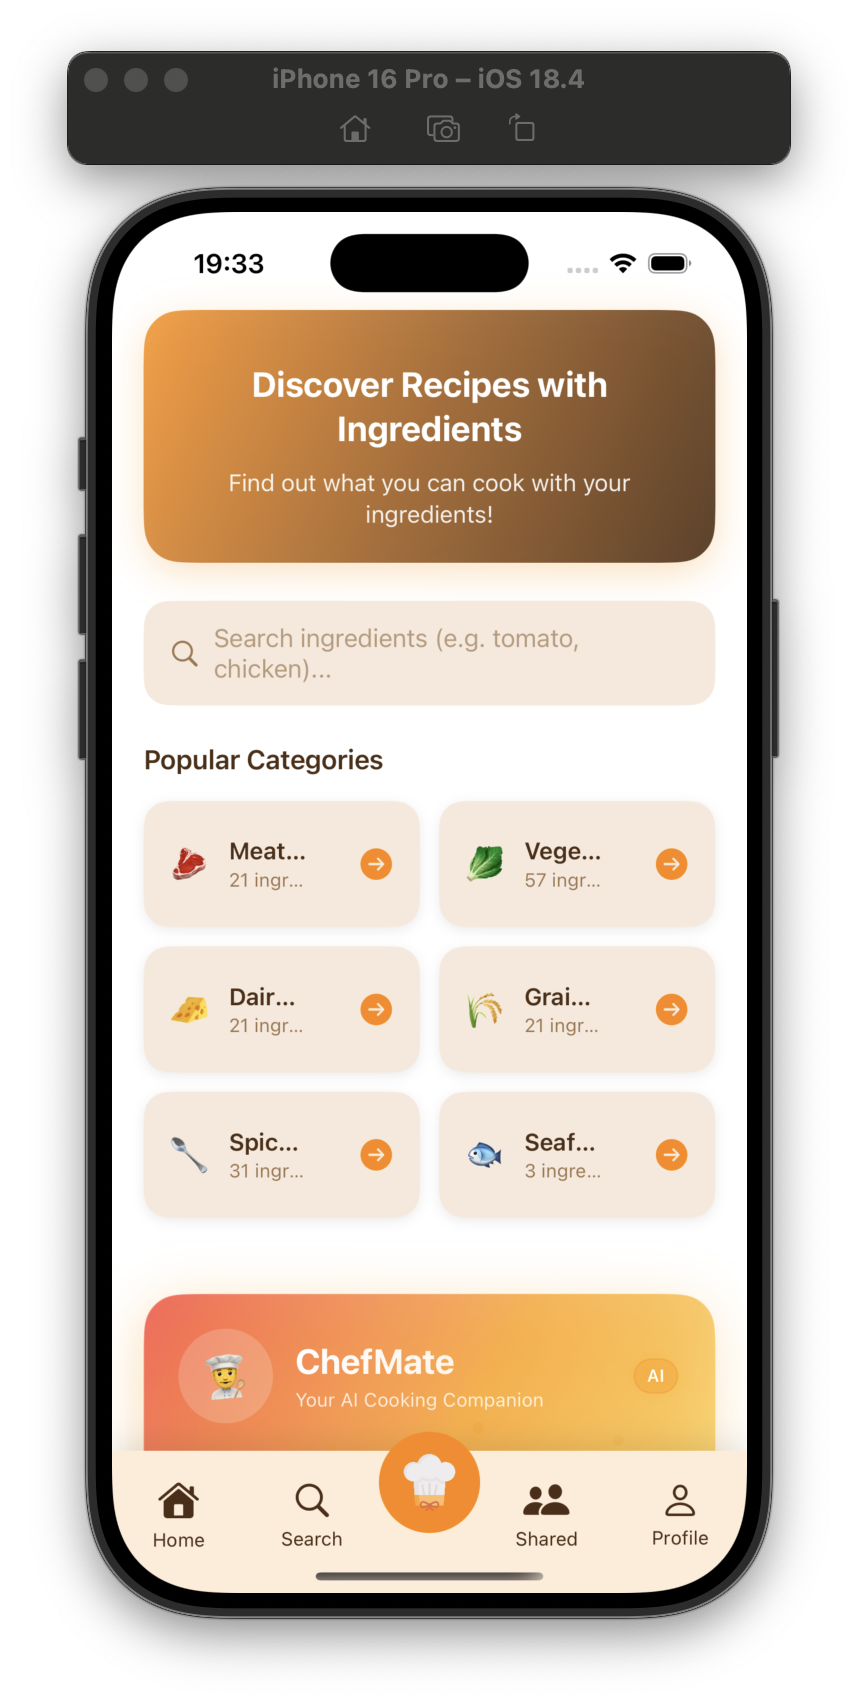 iPhone 16 Pro – iOS 18.4
19:33
Discover Recipes with
Ingredients
Find out what you can cook with your
ingredients!
Search ingredients (e.g. tomato,
chicken)...
Popular Categories
Meat...
21 ingr...
Vege...
57 ingr...
Dair...
21 ingr...
Grai...
21 ingr...
Spic...
31 ingr...
Seaf...
3 ingre...
ChefMate
Your AI Cooking Companion
AI
Home
Search
Shared
Profile